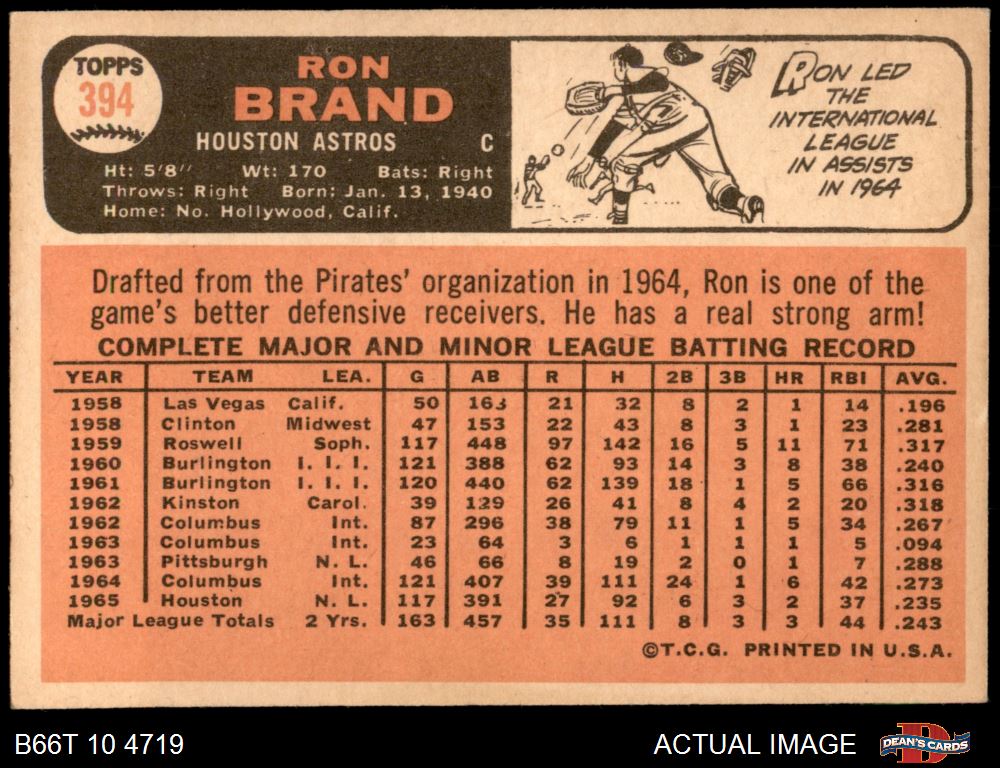 TOPPS
394
RON
BRAND
HOUSTON ASTROS C
Ht: 5'8" Wt: 170 Bats: Right
Throws: Right Born: Jan. 13, 1940
Home: No. Hollywood, Calif.
RON LED
THE
INTERNATIONAL
LEAGUE
IN ASSISTS
IN 1964
Drafted from the Pirates' organization in 1964, Ron is one of the
game's better defensive receivers. He has a real strong arm!
COMPLETE MAJOR AND MINOR LEAGUE BATTING RECORD
YEAR TEAM LEA. G AB R H 2B 3B HR RBI AVG.
1958 Las Vegas Calif. 50 163 21 32 8 2 1 14 .196
1958 Clinton Midwest 47 153 22 43 8 3 1 23 .281
1959 Roswell Soph. 117 448 97 142 16 5 11 71 .317
1960 Burlington I. I. I. 121 388 62 93 14 3 8 38 .240
1961 Burlington I. I. I. 120 440 62 139 18 1 5 66 .316
1962 Kinston Carol. 39 129 26 41 8 4 2 20 .318
1962 Columbus Int. 87 296 38 79 11 1 5 34 .267
1963 Columbus Int. 23 64 3 6 1 1 1 5 .094
1963 Pittsburgh N. L. 46 66 8 19 2 0 1 7 .288
1964 Columbus Int. 121 407 39 111 24 1 6 42 .273
1965 Houston N. L. 117 391 27 92 6 3 2 37 .235
Major League Totals 2 Yrs. 163 457 35 111 8 3 3 44 .243
©T.C.G. PRINTED IN U.S.A.
B66T 10 4719 ACTUAL IMAGE DEAN'S CARDS